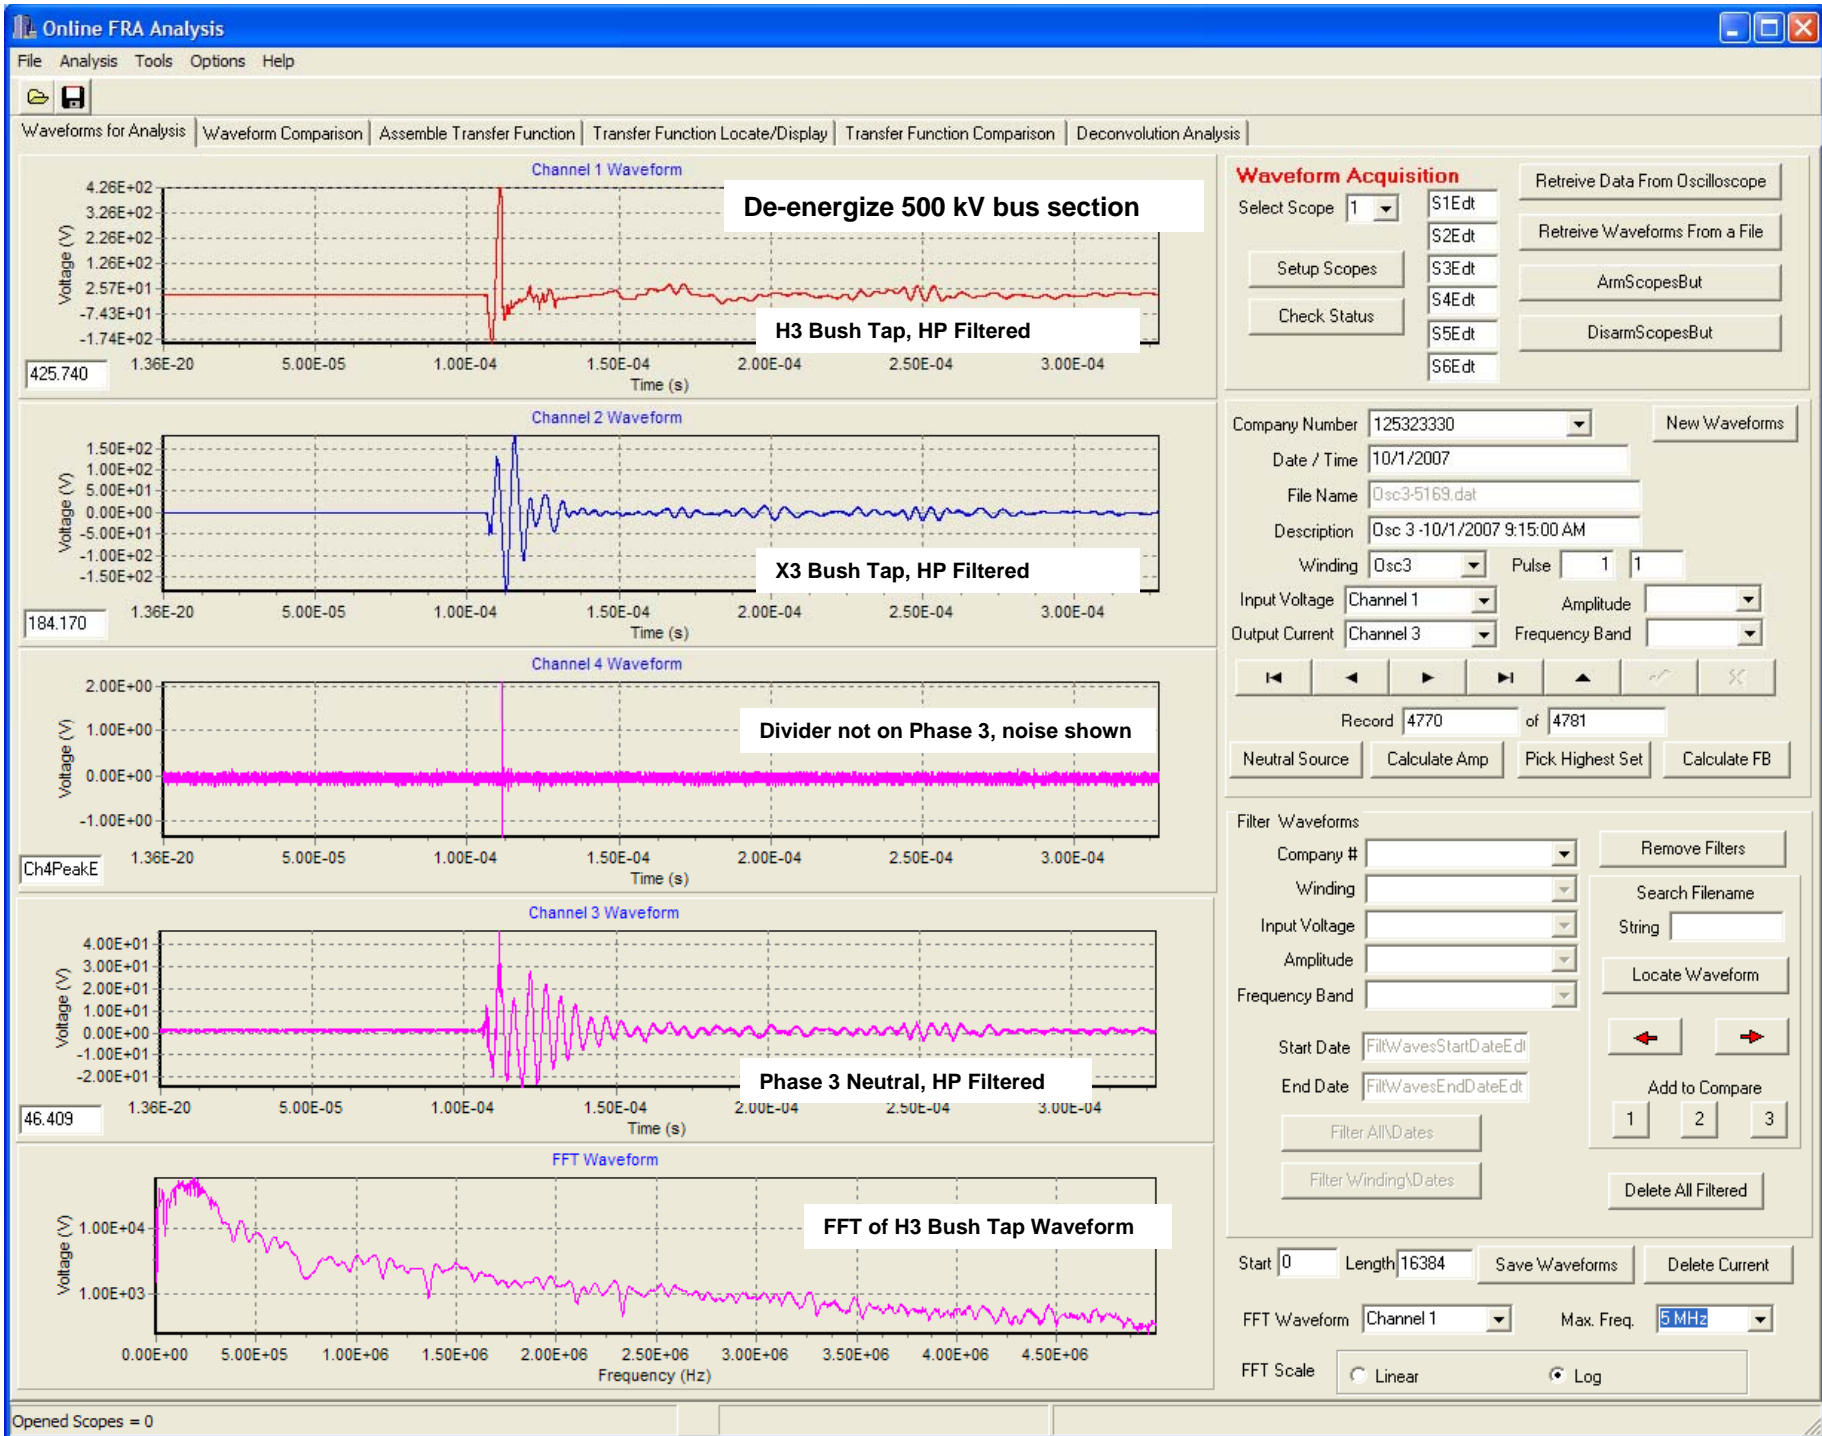 Online FRA Analysis
File Analysis Tools Options Help
Waveforms for Analysis Waveform Comparison Assemble Transfer Function Transfer Function Locate/Display Transfer Function Comparison Deconvolution Analysis
Channel 1 Waveform
De-energize 500 kV bus section
4.26E+02
3.26E+02
2.26E+02
1.26E+02
2.57E+01
-7.43E+01
-1.74E+02
Voltage (V)
H3 Bush Tap, HP Filtered
425.740
1.36E-20 5.00E-05 1.00E-04 1.50E-04 2.00E-04 2.50E-04 3.00E-04
Time (s)
Channel 2 Waveform
1.50E+02
1.00E+02
5.00E+01
0.00E+00
-5.00E+01
-1.00E+02
-1.50E+02
Voltage (V)
X3 Bush Tap, HP Filtered
184.170
1.36E-20 5.00E-05 1.00E-04 1.50E-04 2.00E-04 2.50E-04 3.00E-04
Time (s)
Channel 4 Waveform
2.00E+00
1.00E+00
0.00E+00
-1.00E+00
Voltage (V)
Divider not on Phase 3, noise shown
Ch4PeakE
1.36E-20 5.00E-05 1.00E-04 1.50E-04 2.00E-04 2.50E-04 3.00E-04
Time (s)
Channel 3 Waveform
4.00E+01
3.00E+01
2.00E+01
1.00E+01
0.00E+00
-1.00E+01
-2.00E+01
Voltage (V)
Phase 3 Neutral, HP Filtered
46.409
1.36E-20 5.00E-05 1.00E-04 1.50E-04 2.00E-04 2.50E-04 3.00E-04
Time (s)
FFT Waveform
1.00E+04
1.00E+03
Voltage (V)
FFT of H3 Bush Tap Waveform
0.00E+00 5.00E+05 1.00E+06 1.50E+06 2.00E+06 2.50E+06 3.00E+06 3.50E+06 4.00E+06 4.50E+06
Frequency (Hz)
Waveform Acquisition
Select Scope 1
S1Edt
S2Edt
S3Edt
S4Edt
S5Edt
S6Edt
Setup Scopes
Check Status
Retreive Data From Oscilloscope
Retreive Waveforms From a File
ArmScopesBut
DisarmScopesBut
Company Number 125323330 New Waveforms
Date / Time 10/1/2007
File Name Osc3-5169.dat
Description Osc 3 -10/1/2007 9:15:00 AM
Winding Osc3 Pulse 1 1
Input Voltage Channel 1 Amplitude
Output Current Channel 3 Frequency Band
Record 4770 of 4781
Neutral Source Calculate Amp Pick Highest Set Calculate FB
Filter Waveforms
Company # Remove Filters
Winding
Input Voltage
Amplitude
Frequency Band
Search Filename
String
Locate Waveform
Start Date FiltWavesStartDateEdt
End Date FiltWavesEndDateEdt
Add to Compare
1 2 3
Filter All\Dates
Filter Winding\Dates
Delete All Filtered
Start 0 Length 16384 Save Waveforms Delete Current
FFT Waveform Channel 1 Max. Freq. 5 MHz
FFT Scale Linear Log
Opened Scopes = 0